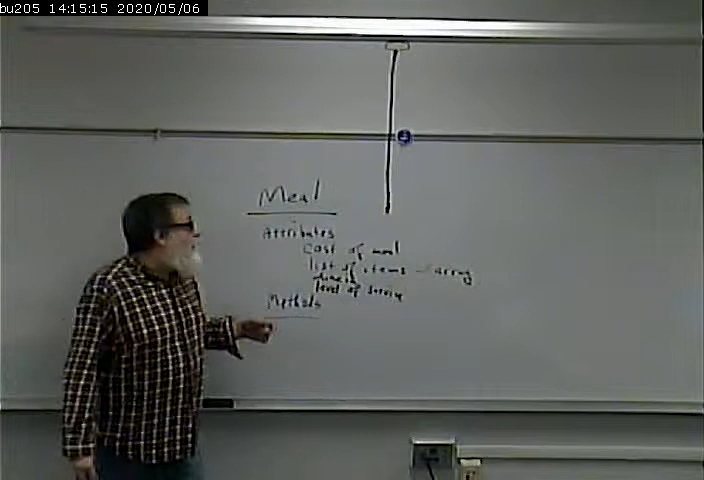 bu205 14:15:15 2020/05/06
Meal
Attributes
Cost of meal
list of items - array
level of service
Methods